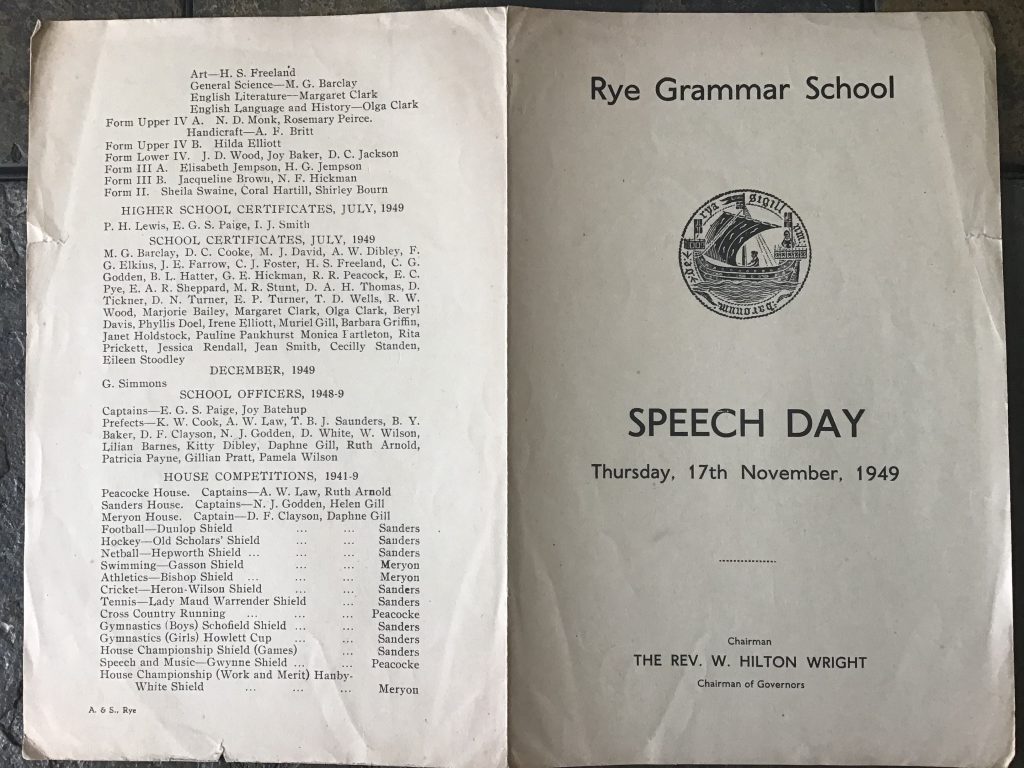 Art—H. S. Freeland
General Science—M. G. Barclay
English Literature—Margaret Clark
English Language and History—Olga Clark
Form Upper IV A. N. D. Monk, Rosemary Peirce.
Handicraft—A. F. Britt
Form Upper IV B. Hilda Elliott
Form Lower IV. J. D. Wood, Joy Baker, D. C. Jackson
Form III A. Elisabeth Jempson, H. G. Jempson
Form III B. Jacqueline Brown, N. F. Hickman
Form II. Sheila Swaine, Coral Hartill, Shirley Bourn
HIGHER SCHOOL CERTIFICATES, JULY, 1949
P. H. Lewis, E. G. S. Paige, I. J. Smith
SCHOOL CERTIFICATES, JULY, 1949
M. G. Barclay, D. C. Cooke, M. J. David, A. W. Dibley, F.
G. Elkins, J. E. Farrow, C. J. Foster, H. S. Freeland, C. G.
Godden, B. L. Hatter, G. E. Hickman, R. R. Peacock, E. C.
Pye, E. A. R. Sheppard, M. R. Stunt, D. A. H. Thomas, D.
Tickner, D. N. Turner, E. P. Turner, T. D. Wells, R. W.
Wood, Marjorie Bailey, Margaret Clark, Olga Clark, Beryl
Davis, Phyllis Doel, Irene Elliott, Muriel Gill, Barbara Griffin,
Janet Holdstock, Pauline Pankhurst Monica Partleton, Rita
Prickett, Jessica Rendall, Jean Smith, Cecilly Standen,
Eileen Stoodley
DECEMBER, 1949
G. Simmons
SCHOOL OFFICERS, 1948-9
Captains—E. G. S. Paige, Joy Batehup
Prefects—K. W. Cook, A. W. Law, T. B. J. Saunders, B. Y.
Baker, D. F. Clayson, N. J. Godden, D. White, W. Wilson,
Lilian Barnes, Kitty Dibley, Daphne Gill, Ruth Arnold,
Patricia Payne, Gillian Pratt, Pamela Wilson
HOUSE COMPETITIONS, 1941-9
Peacocke House. Captains—A. W. Law, Ruth Arnold
Sanders House. Captains—N. J. Godden, Helen Gill
Meryon House. Captain—D. F. Clayson, Daphne Gill
Football—Dunlop Shield ... ... Sanders
Hockey—Old Scholars' Shield ... ... Sanders
Netball—Hepworth Shield ... ... Sanders
Swimming—Gasson Shield ... ... Meryon
Athletics—Bishop Shield ... ... Meryon
Cricket—Heron-Wilson Shield ... ... Sanders
Tennis—Lady Maud Warrender Shield ... Sanders
Cross Country Running ... ... ... Peacocke
Gymnastics (Boys) Schofield Shield ... ... Sanders
Gymnastics (Girls) Howlett Cup ... ... Sanders
House Championship Shield (Games) ... Sanders
Speech and Music—Gwynne Shield ... ... Peacocke
House Championship (Work and Merit) Hanby-
White Shield ... ... ... Meryon
A. & S., Rye
Rye Grammar School
sigill
baronum
rya
SPEECH DAY
Thursday, 17th November, 1949
Chairman
THE REV. W. HILTON WRIGHT
Chairman of Governors